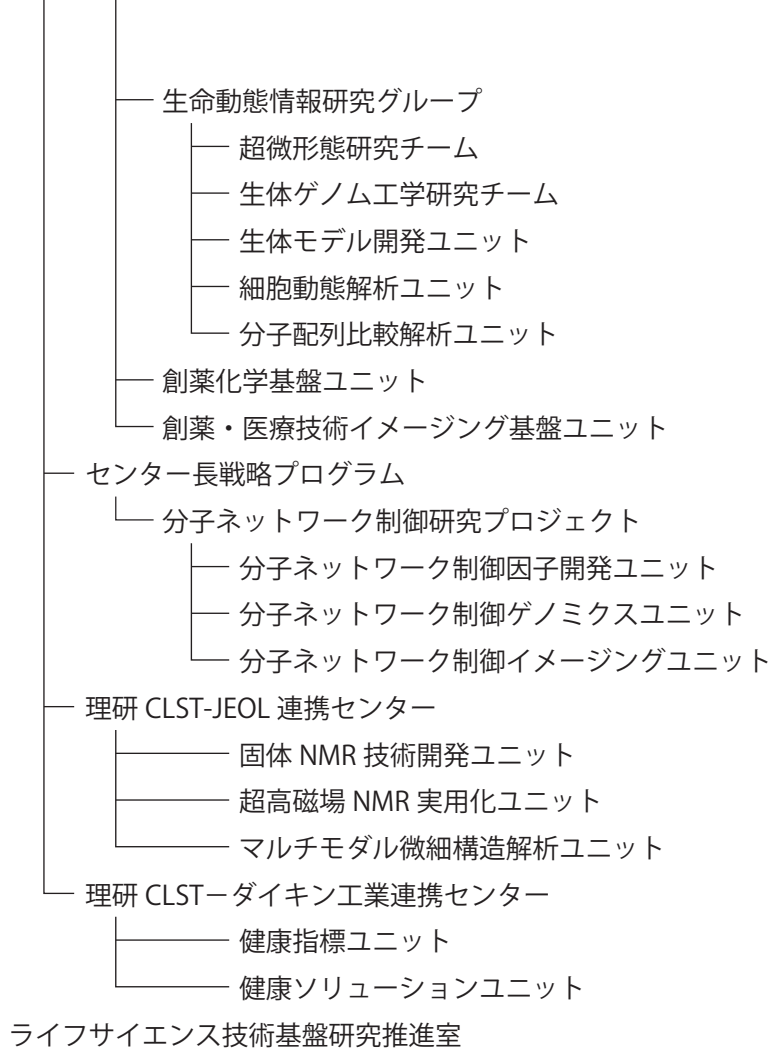 生命動態情報研究グループ
超微形態研究チーム
生体ゲノム工学研究チーム
生体モデル開発ユニット
細胞動態解析ユニット
分子配列比較解析ユニット
創薬化学基盤ユニット
創薬・医療技術イメージング基盤ユニット
センター長戦略プログラム
分子ネットワーク制御研究プロジェクト
分子ネットワーク制御因子開発ユニット
分子ネットワーク制御ゲノミクスユニット
分子ネットワーク制御イメージングユニット
理研 CLST-JEOL 連携センター
固体 NMR 技術開発ユニット
超高磁場 NMR 実用化ユニット
マルチモダル微細構造解析ユニット
理研 CLST－ダイキン工業連携センター
健康指標ユニット
健康ソリューションユニット
ライフサイエンス技術基盤研究推進室